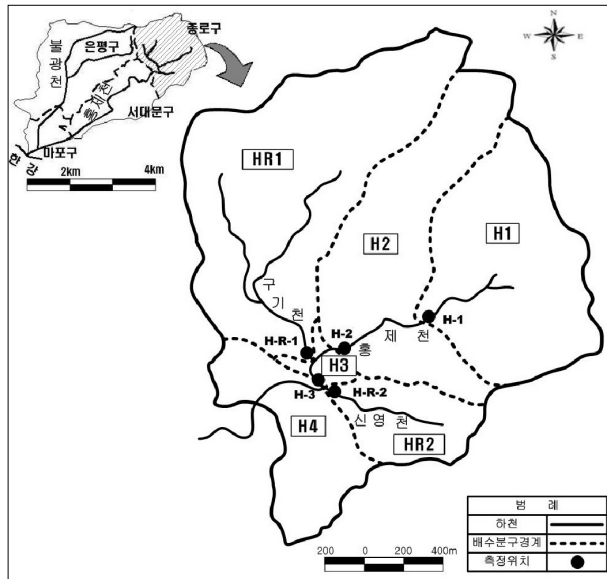 종로구
은평구
불광천
홍제천
서대문구
마포구
한강
2km 4km
N
W E
S
HR1
H2
H1
구기천
H-1
제천
H-2
H-R-1
홍
H3
H-3
H-R-2
신영천
H4
HR2
범 례
하천
배수분구경계
측정위치
200 0 200 400m